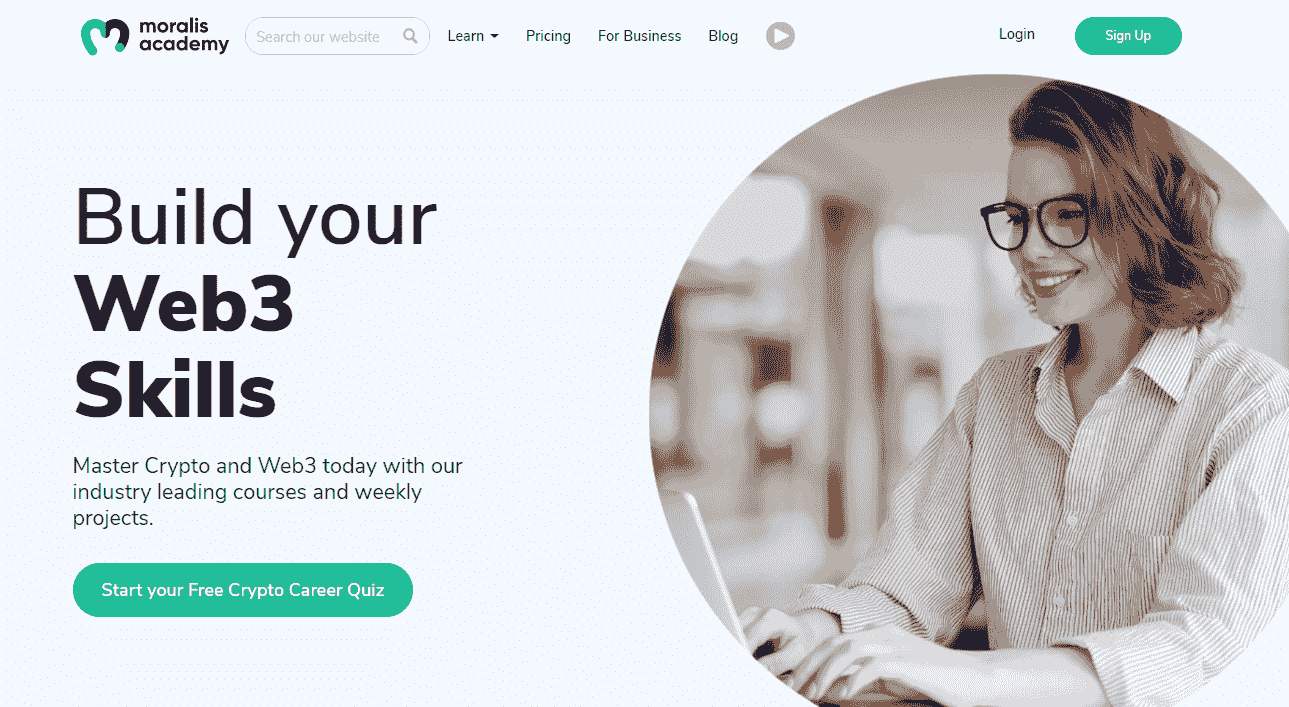 moralis
academy
Search our website
Learn
Pricing
For Business
Blog
Login
Sign Up
Build your
Web3
Skills
Master Crypto and Web3 today with our
industry leading courses and weekly
projects.
Start your Free Crypto Career Quiz